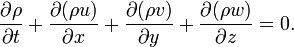 ∂ρ/∂t + ∂(ρu)/∂x + ∂(ρv)/∂y + ∂(ρw)/∂z = 0.